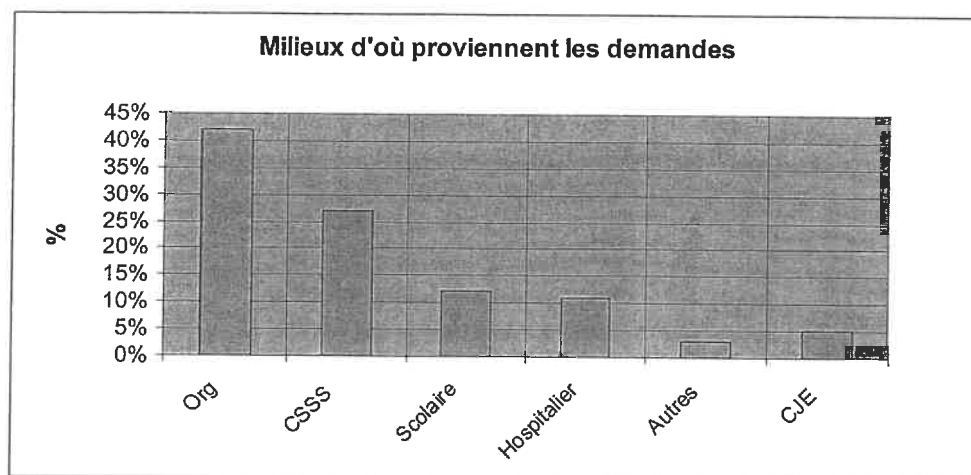 Milieux d'où proviennent les demandes
45%
40%
35%
30%
25%
20%
15%
10%
5%
0%
%
Org
CSSS
Scolaire
Hospitalier
Autres
CJE